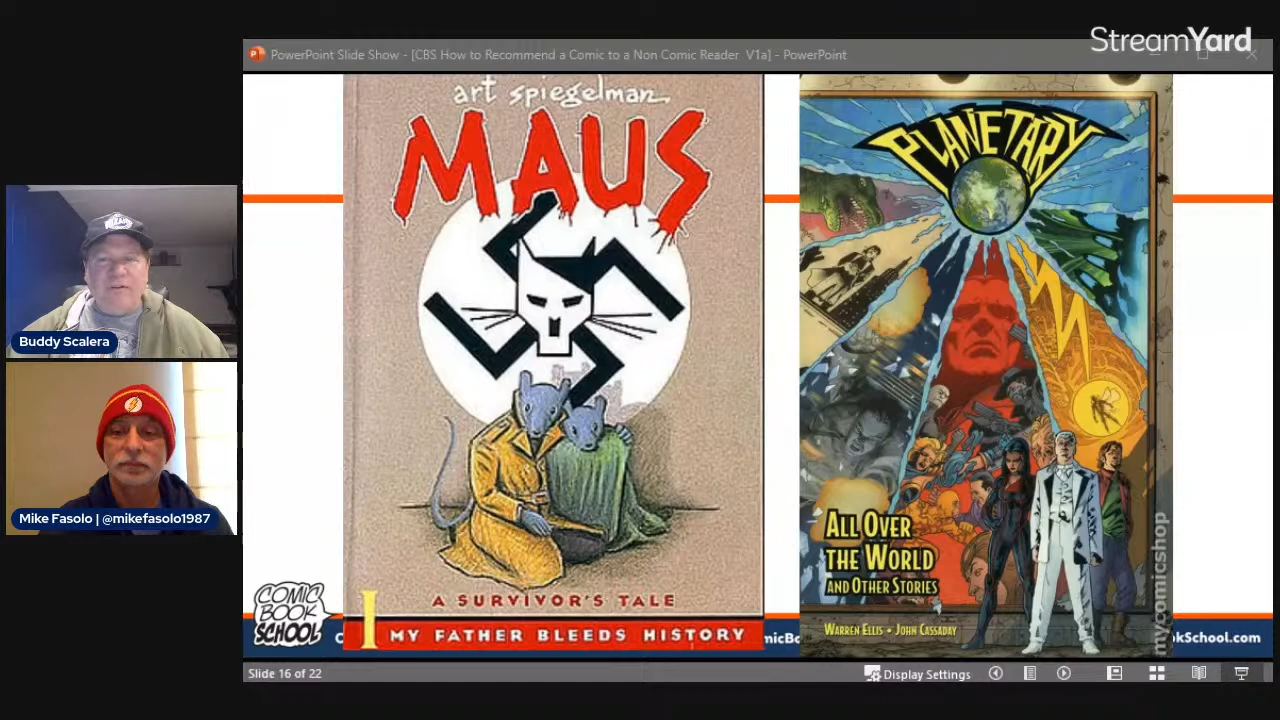 StreamYard
PowerPoint Slide Show - [CBS How to Recommend a Comic to a Non Comic Reader V1a] - PowerPoint
art spiegelman
MAUS
A SURVIVOR'S TALE
I
MY FATHER BLEEDS HISTORY
PLANETARY
ALL OVER
THE WORLD
AND OTHER STORIES
WARREN ELLIS • JOHN CASSADAY
mycomicshop
Buddy Scalera
Mike Fasolo | @mikefasolo1987
COMIC
BOOK
SCHOOL
C
micBo
kSchool.com
Slide 16 of 22
Display Settings